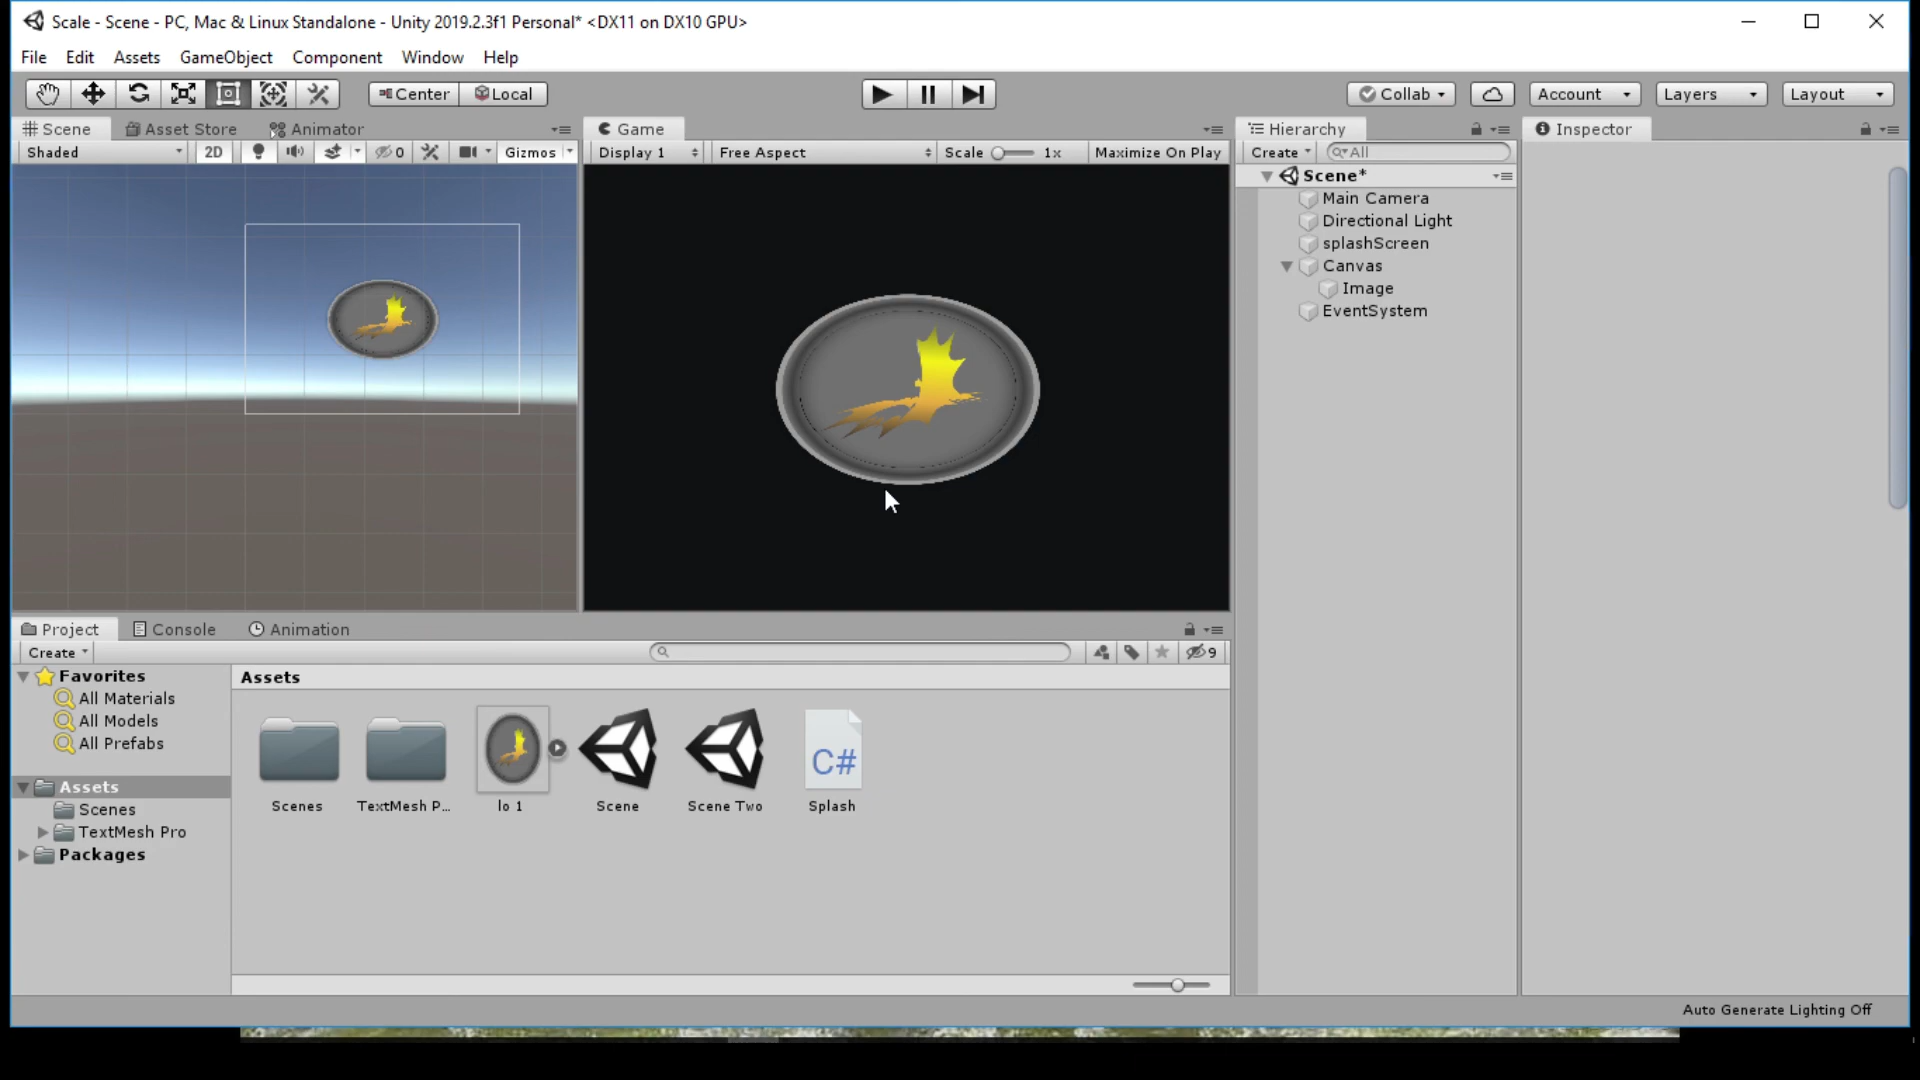 Scale - Scene - PC, Mac & Linux Standalone - Unity 2019.2.3f1 Personal* <DX11 on DX10 GPU>
File Edit Assets GameObject Component Window Help
Center Local Collab Account Layers Layout
Scene Asset Store Animator Game Hierarchy Inspector
Shaded 2D 0 Gizmos Display 1 Free Aspect Scale 1x Maximize On Play Create All
Scene*
Main Camera
Directional Light
splashScreen
Canvas
Image
EventSystem
Project Console Animation
Create 9
Favorites
All Materials
All Models
All Prefabs
Assets
Scenes
TextMesh Pro
Packages
Assets
C#
Scenes TextMesh P... lo 1 Scene Scene Two Splash
Auto Generate Lighting Off